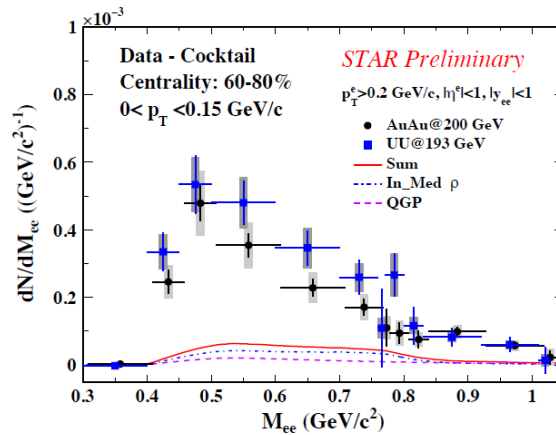 ×10⁻³
Data - Cocktail
Centrality: 60-80%
0< p_T <0.15 GeV/c
STAR Preliminary
p_T^e>0.2 GeV/c, |η^e|<1, |y_ee|<1
AuAu@200 GeV
UU@193 GeV
Sum
In_Med ρ
QGP
dN/dM_ee ((GeV/c²)⁻¹)
1
0.8
0.6
0.4
0.2
0
0.3 0.4 0.5 0.6 0.7 0.8 0.9 1
M_ee (GeV/c²)